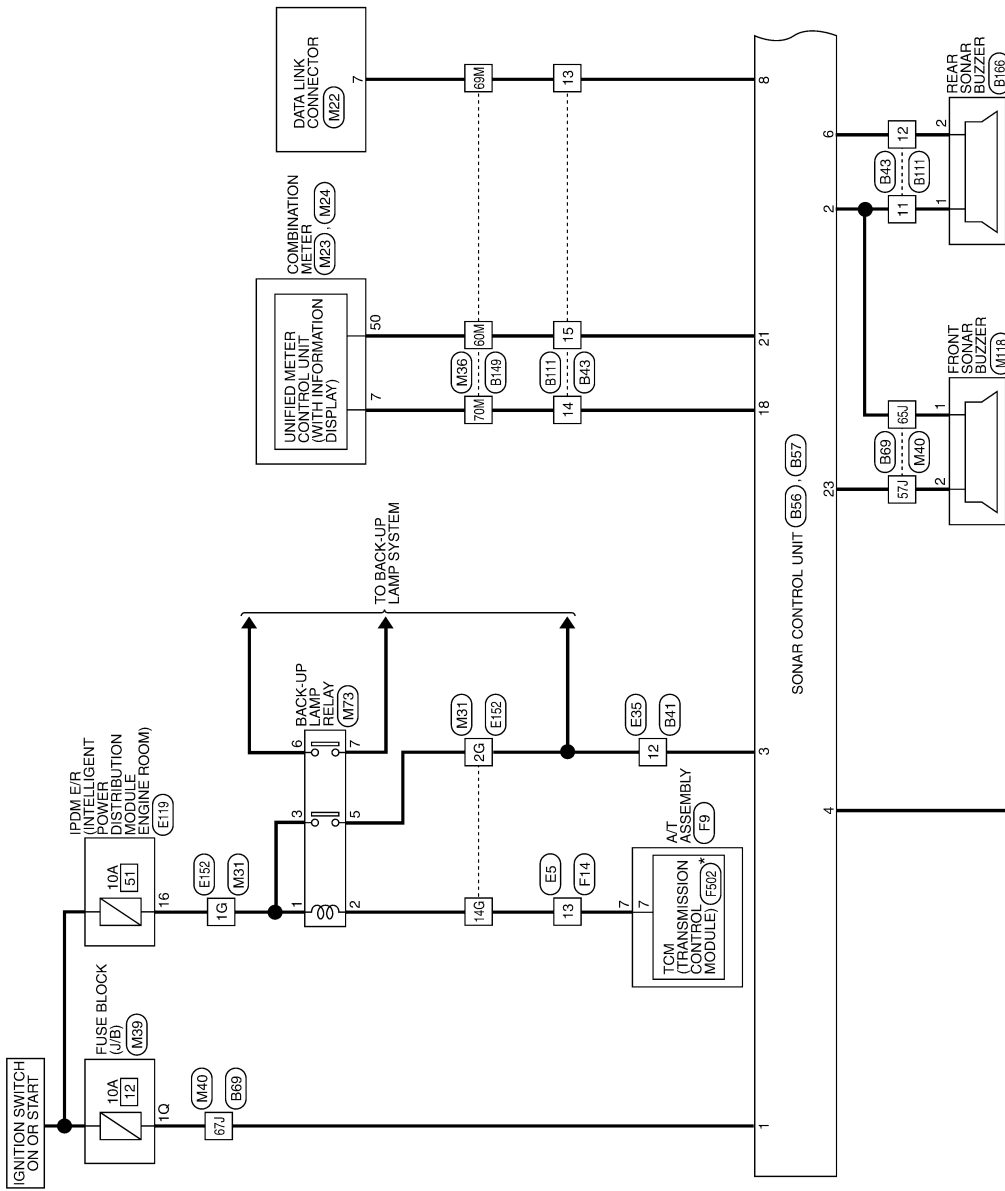 IGNITION SWITCH
ON OR START
FUSE BLOCK
(J/B)
M39
10A
12
1Q
67J
M40
B69
IPDM E/R
(INTELLIGENT
POWER
DISTRIBUTION
MODULE
ENGINE ROOM)
E119
10A
51
16
1G
E152
M31
BACK-UP
LAMP
RELAY
M73
1
3
6
2
5
7
TO BACK-UP
LAMP SYSTEM
14G
2G
M31
E152
13
E5
F14
12
E35
B41
A/T
ASSEMBLY
F9
7
7
TCM
(TRANSMISSION
CONTROL
MODULE)
F502
*
COMBINATION
METER
M23 , M24
UNIFIED METER
CONTROL UNIT
(WITH INFORMATION
DISPLAY)
7
50
DATA LINK
CONNECTOR
M22
7
70M
M36
B149
60M
69M
14
B111
B43
15
13
1
3
18
21
8
SONAR CONTROL UNIT B56 , B57
4
23
2
6
57J
B69
M40
65J
11
B43
B111
12
2
1
FRONT
SONAR
BUZZER
M118
1
2
REAR
SONAR
BUZZER
B166